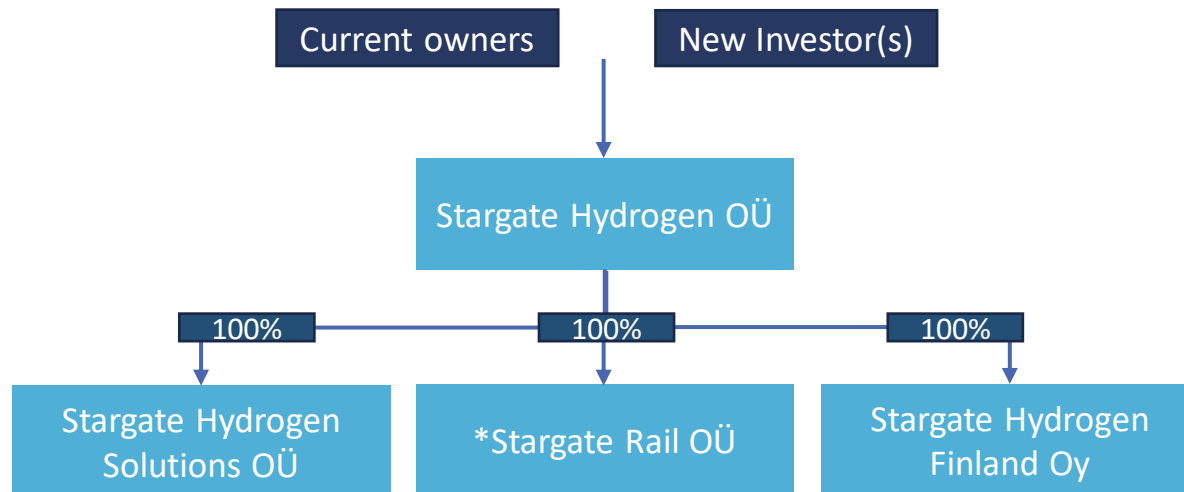 Current owners
New Investor(s)
Stargate Hydrogen OÜ
100%
100%
100%
Stargate Hydrogen
Solutions OÜ
*Stargate Rail OÜ
Stargate Hydrogen
Finland Oy